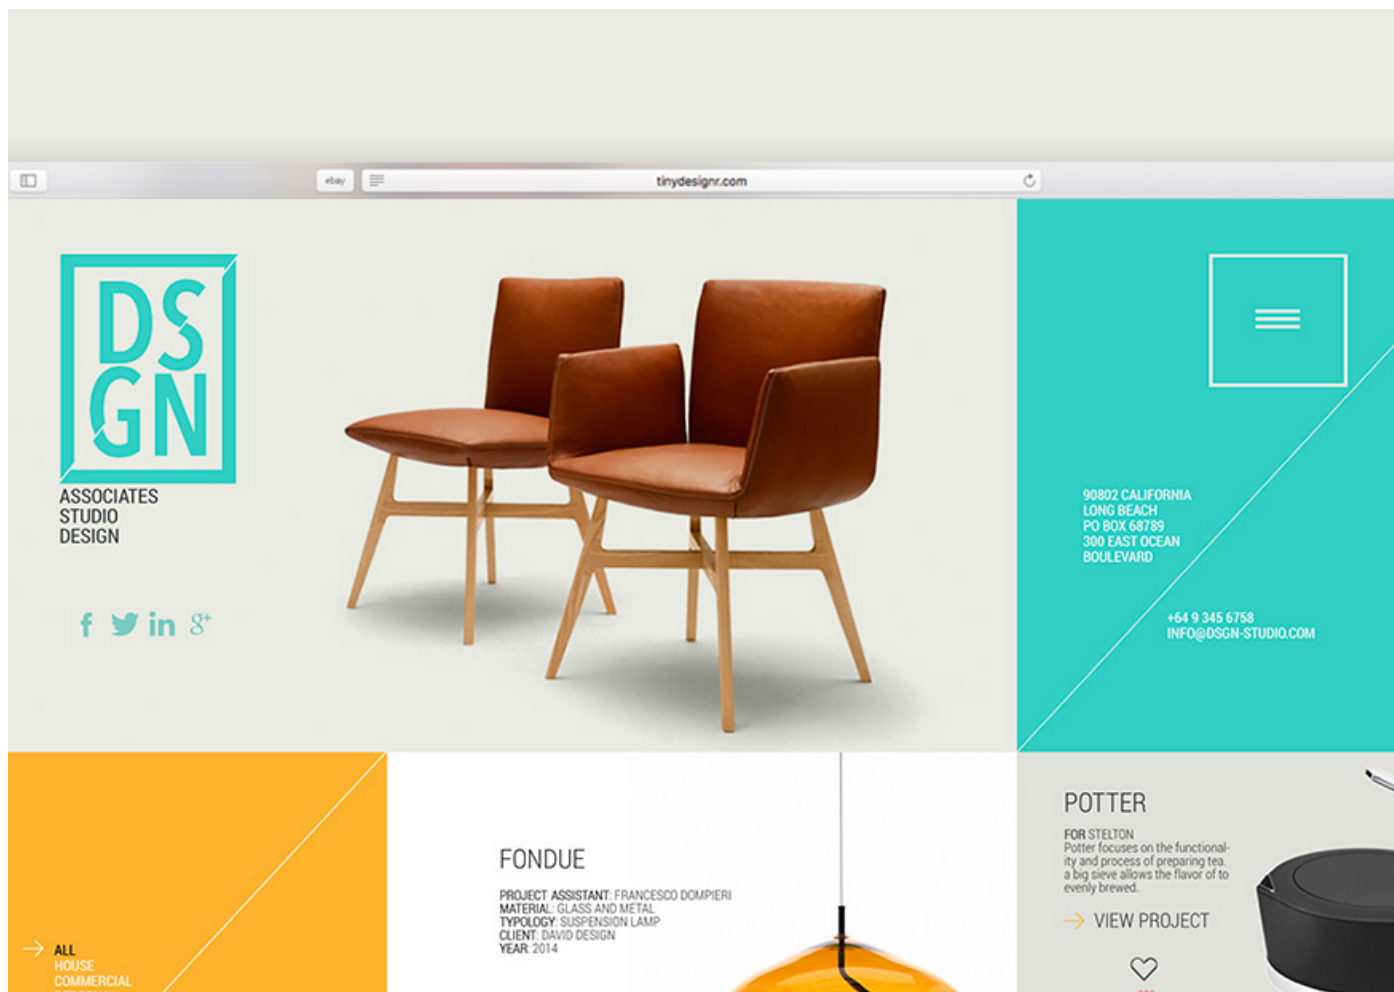 ebay
tinydesignr.com
DS
GN
ASSOCIATES
STUDIO
DESIGN
f
in
g+
90802 CALIFORNIA
LONG BEACH
PO BOX 68789
300 EAST OCEAN
BOULEVARD
+64 9 345 6758
INFO@DSGN-STUDIO.COM
ALL
HOUSE
COMMERCIAL
FONDUE
PROJECT ASSISTANT: FRANCESCO DOMPIERI
MATERIAL: GLASS AND METAL
TYPOLOGY: SUSPENSION LAMP
CLIENT: DAVID DESIGN
YEAR: 2014
POTTER
FOR STELTON
Potter focuses on the functional-
ity and process of preparing tea.
a big sieve allows the flavor of to
evenly brewed.
VIEW PROJECT